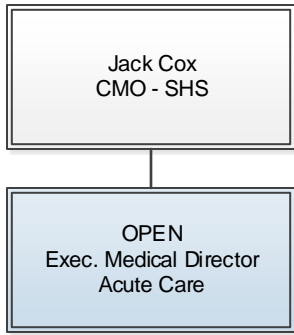 Jack Cox
CMO - SHS
OPEN
Exec. Medical Director
Acute Care